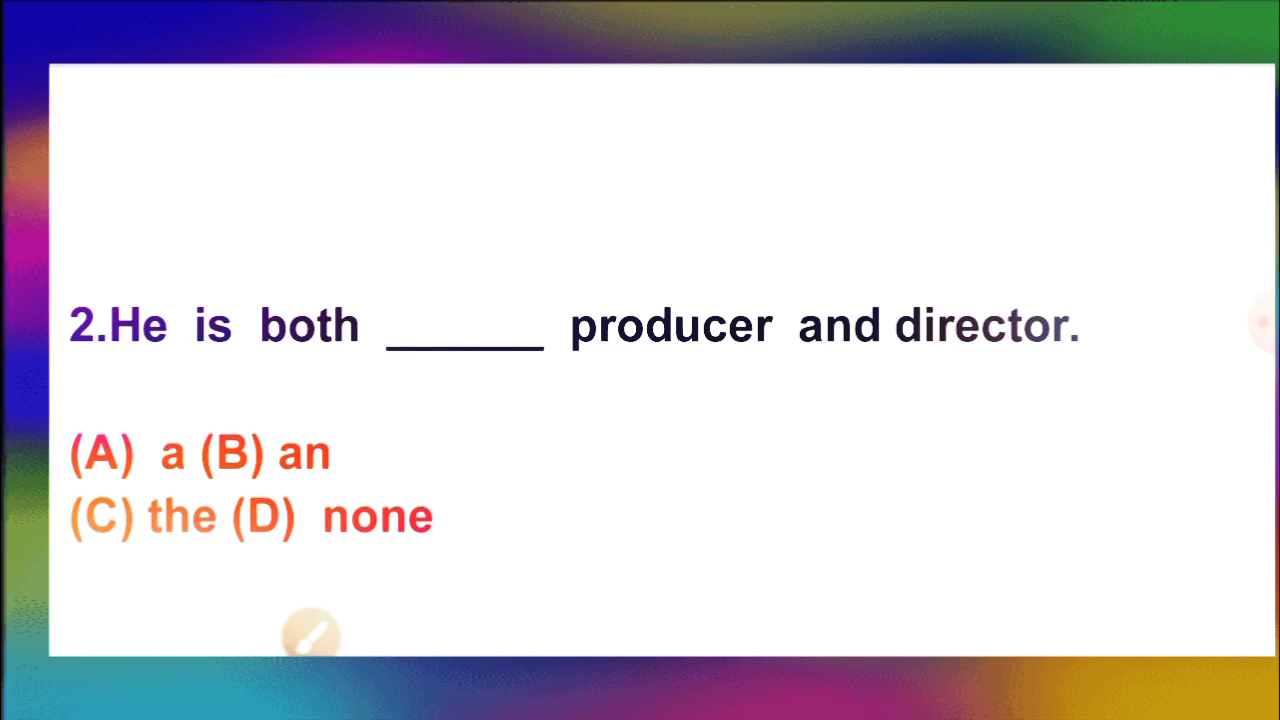 2.He is both ______ producer and director.
(A) a (B) an
(C) the (D) none